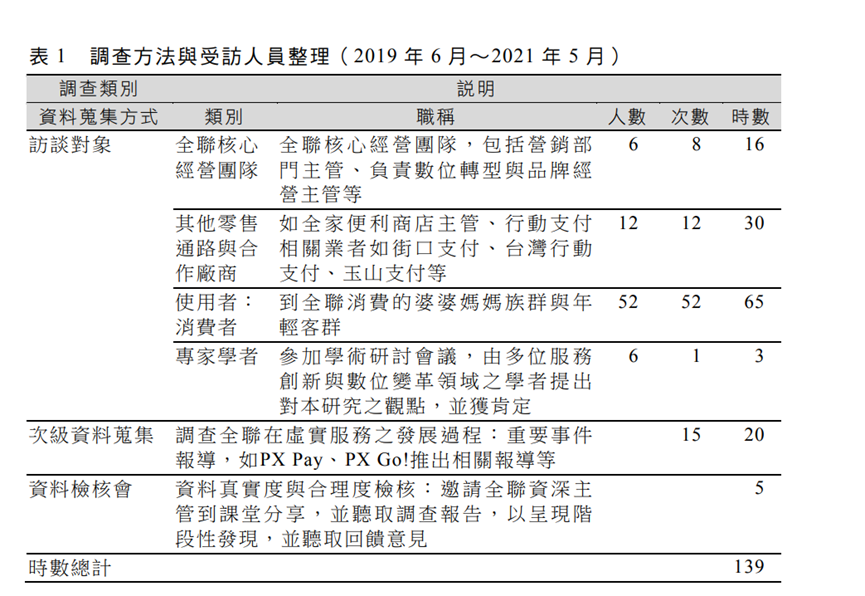 表 1　調查方法與受訪人員整理（2019 年 6 月～2021 年 5 月）
調查類別　說明
資料蒐集方式　類別　職稱　人數　次數　時數
訪談對象　全聯核心　全聯核心經營團隊，包括營銷部　6　8　16
經營團隊　門主管、負責數位轉型與品牌經
營主管等
其他零售　如全家便利商店主管、行動支付　12　12　30
通路與合　相關業者如街口支付、台灣行動
作廠商　支付、玉山支付等
使用者：　到全聯消費的婆婆媽媽族群與年　52　52　65
消費者　輕客群
專家學者　參加學術研討會議，由多位服務　6　1　3
創新與數位變革領域之學者提出
對本研究之觀點，並獲肯定
次級資料蒐集　調查全聯在虛實服務之發展過程：重要事件　15　20
報導，如PX Pay、PX Go!推出相關報導等
資料檢核會　資料真實度與合理度檢核：邀請全聯資深主　5
管到課堂分享，並聽取調查報告，以呈現階
段性發現，並聽取回饋意見
時數總計　139